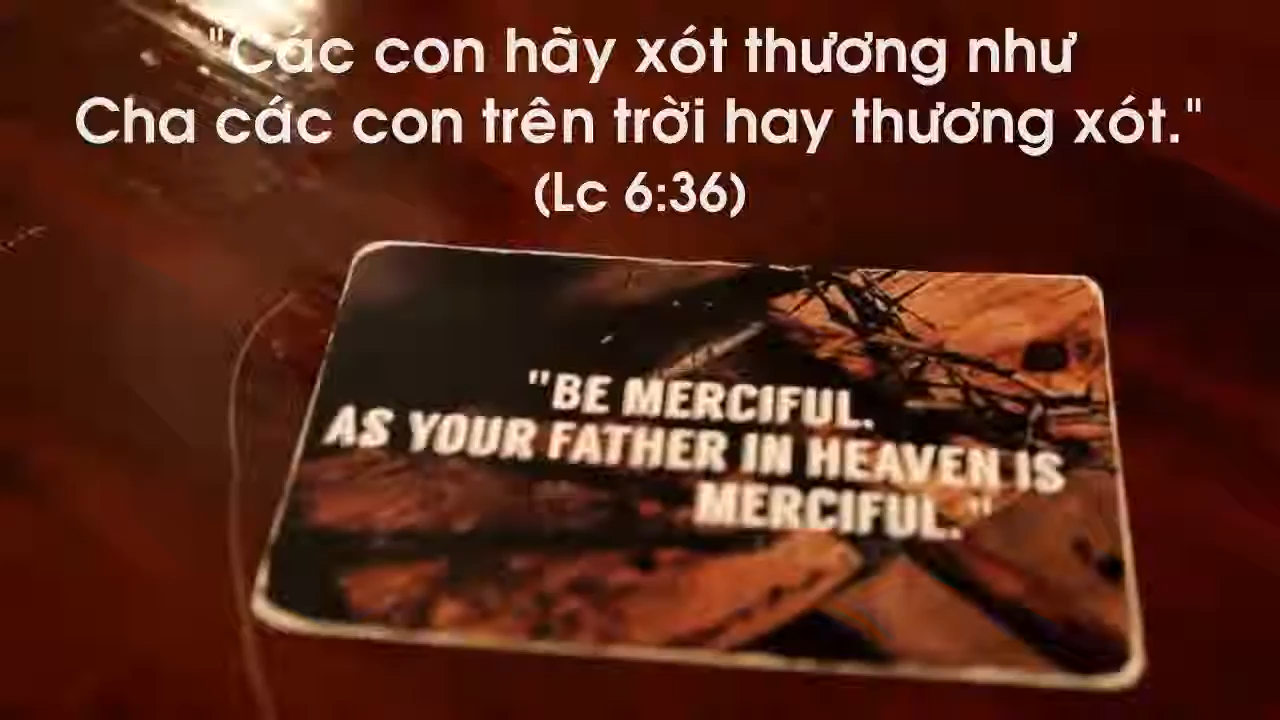 "Các con hãy xót thương như
Cha các con trên trời hay thương xót."
(Lc 6:36)
"BE MERCIFUL.
AS YOUR FATHER IN HEAVEN IS
MERCIFUL."